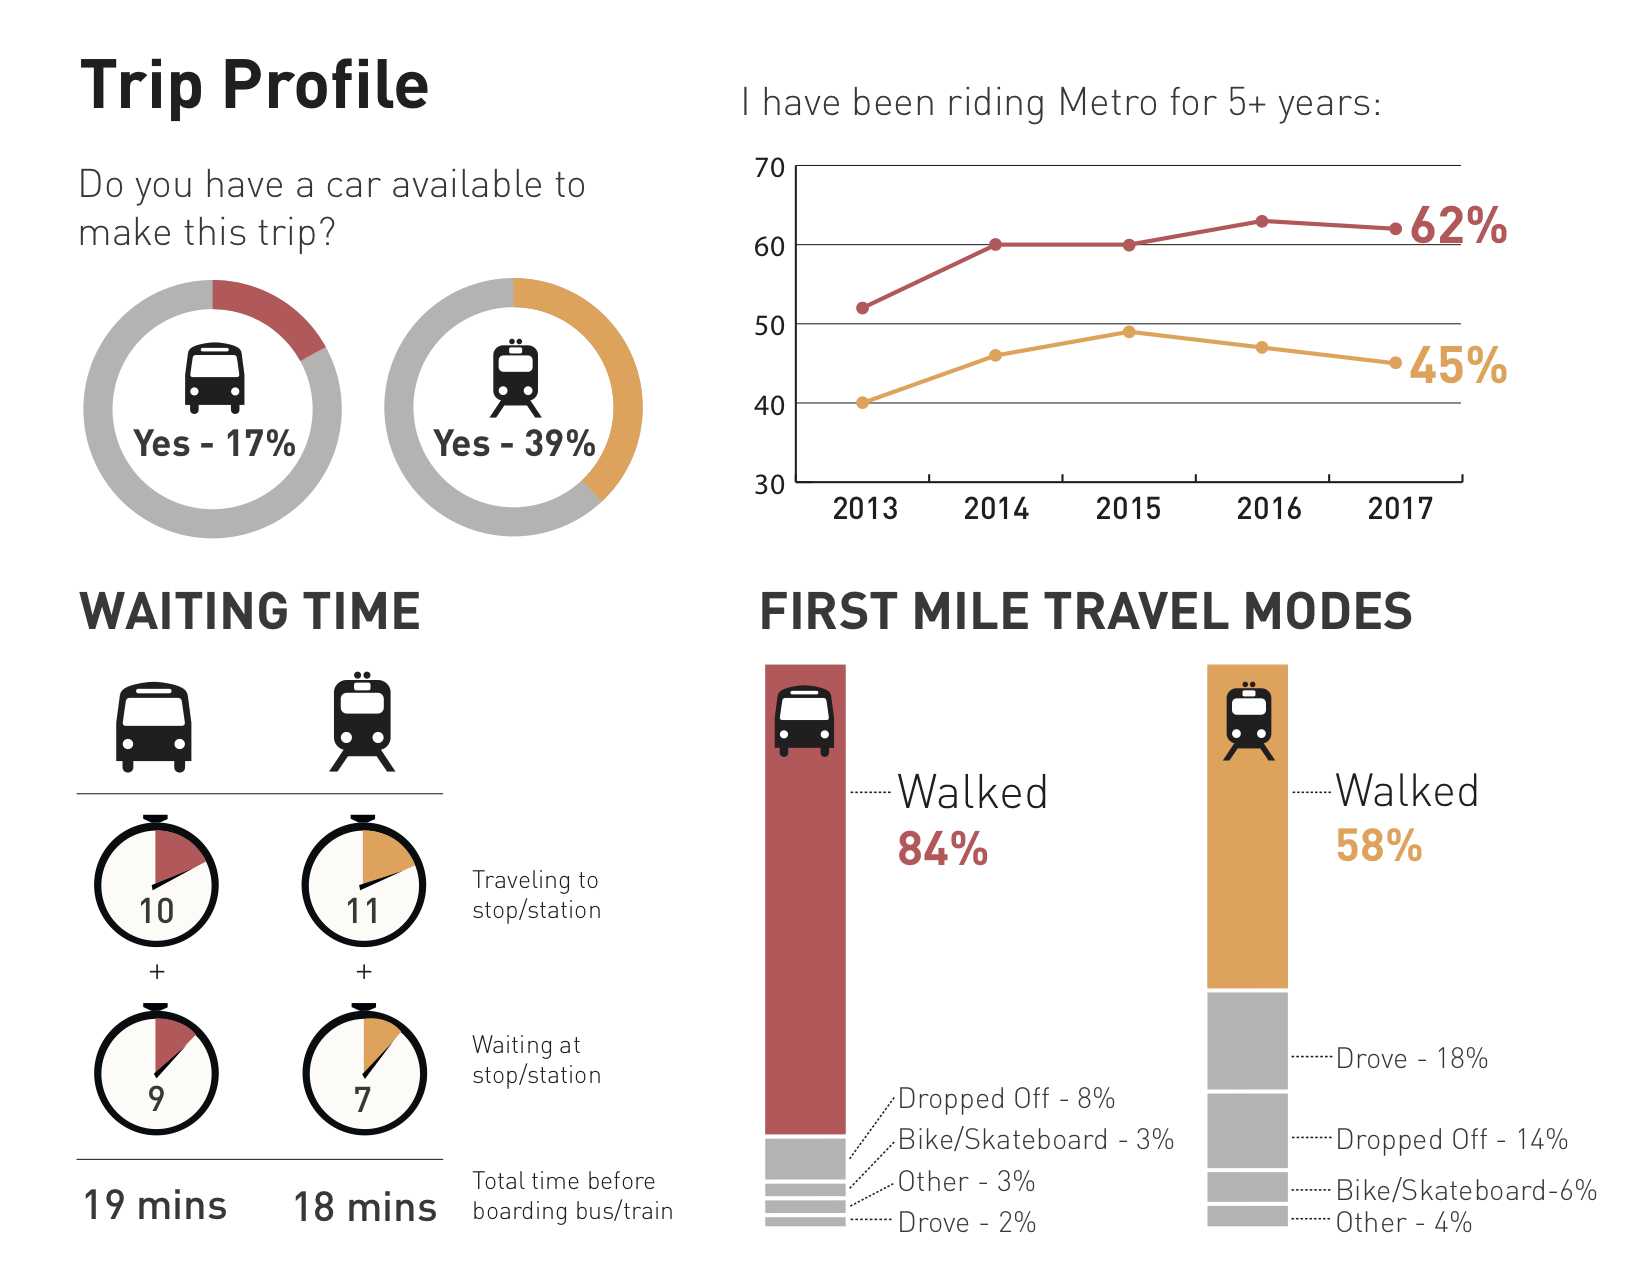 Trip Profile
Do you have a car available to
make this trip?
Yes - 17%
Yes - 39%
I have been riding Metro for 5+ years:
70
60
50
40
30
62%
45%
2013
2014
2015
2016
2017
WAITING TIME
10
11
Traveling to
stop/station
+
+
9
7
Waiting at
stop/station
19 mins
18 mins
Total time before
boarding bus/train
FIRST MILE TRAVEL MODES
Walked
84%
Dropped Off - 8%
Bike/Skateboard - 3%
Other - 3%
Drove - 2%
Walked
58%
Drove - 18%
Dropped Off - 14%
Bike/Skateboard-6%
Other - 4%